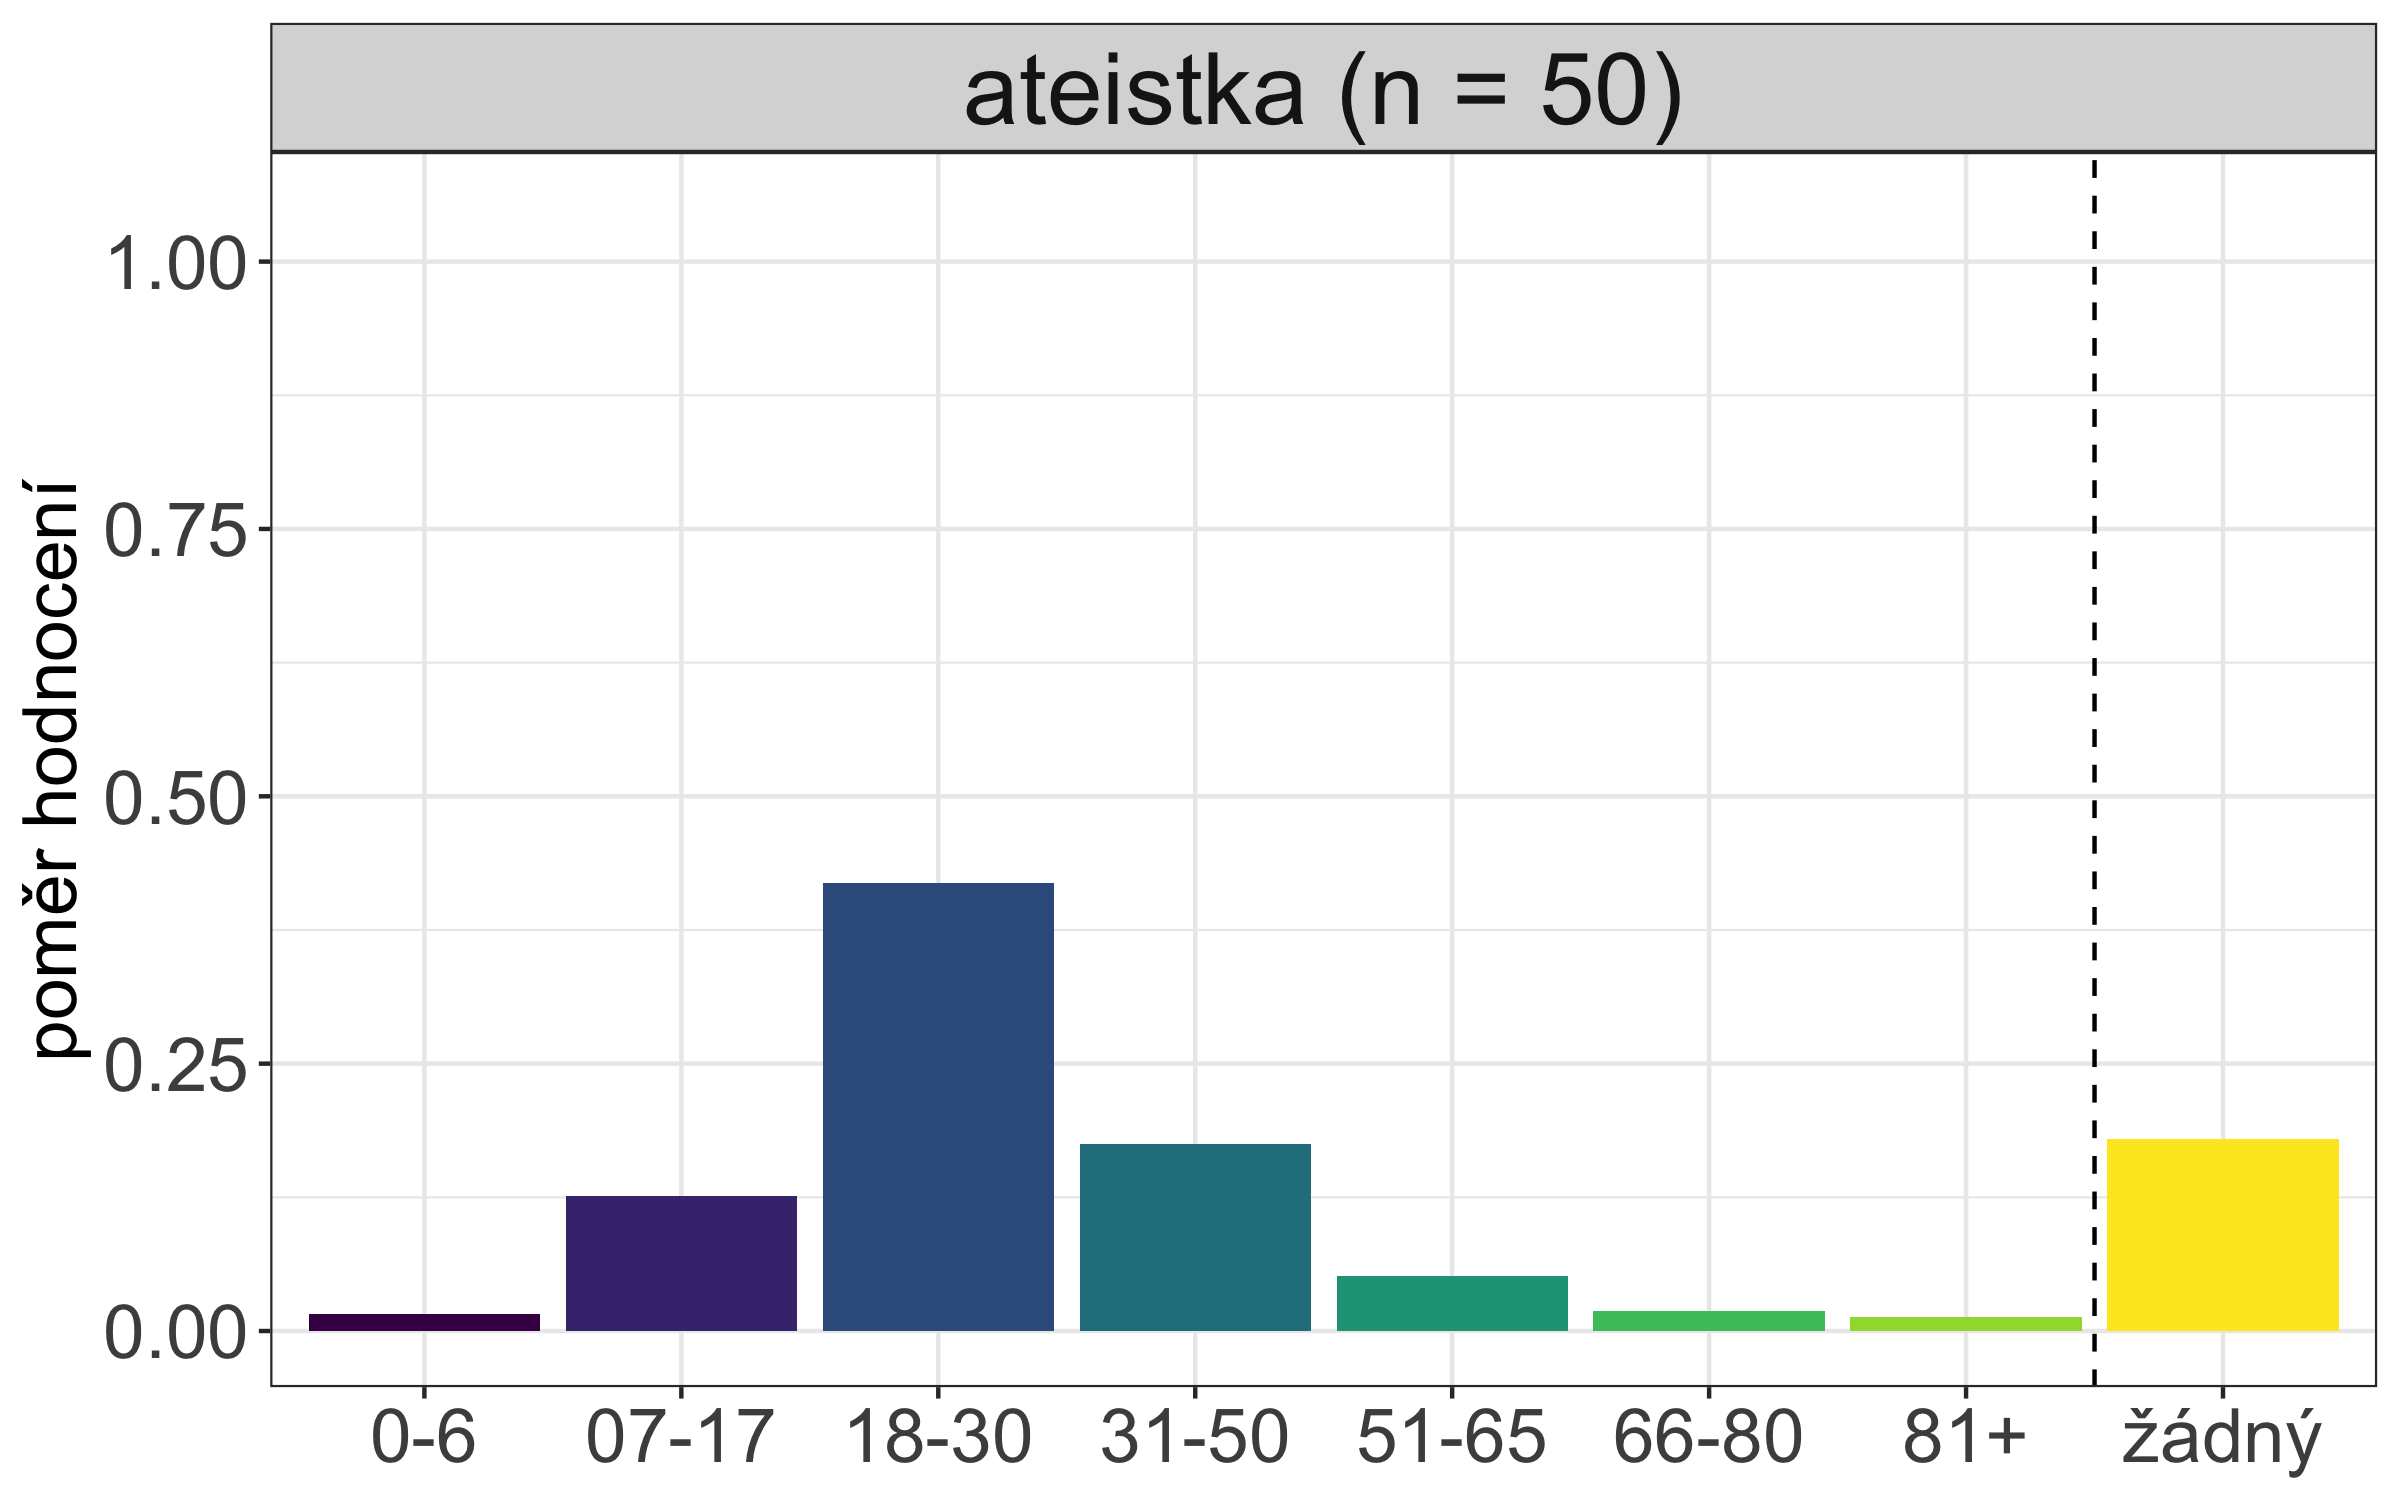 ateistka (n = 50)
poměr hodnocení
1.00
0.75
0.50
0.25
0.00
0-6 07-17 18-30 31-50 51-65 66-80 81+ žádný